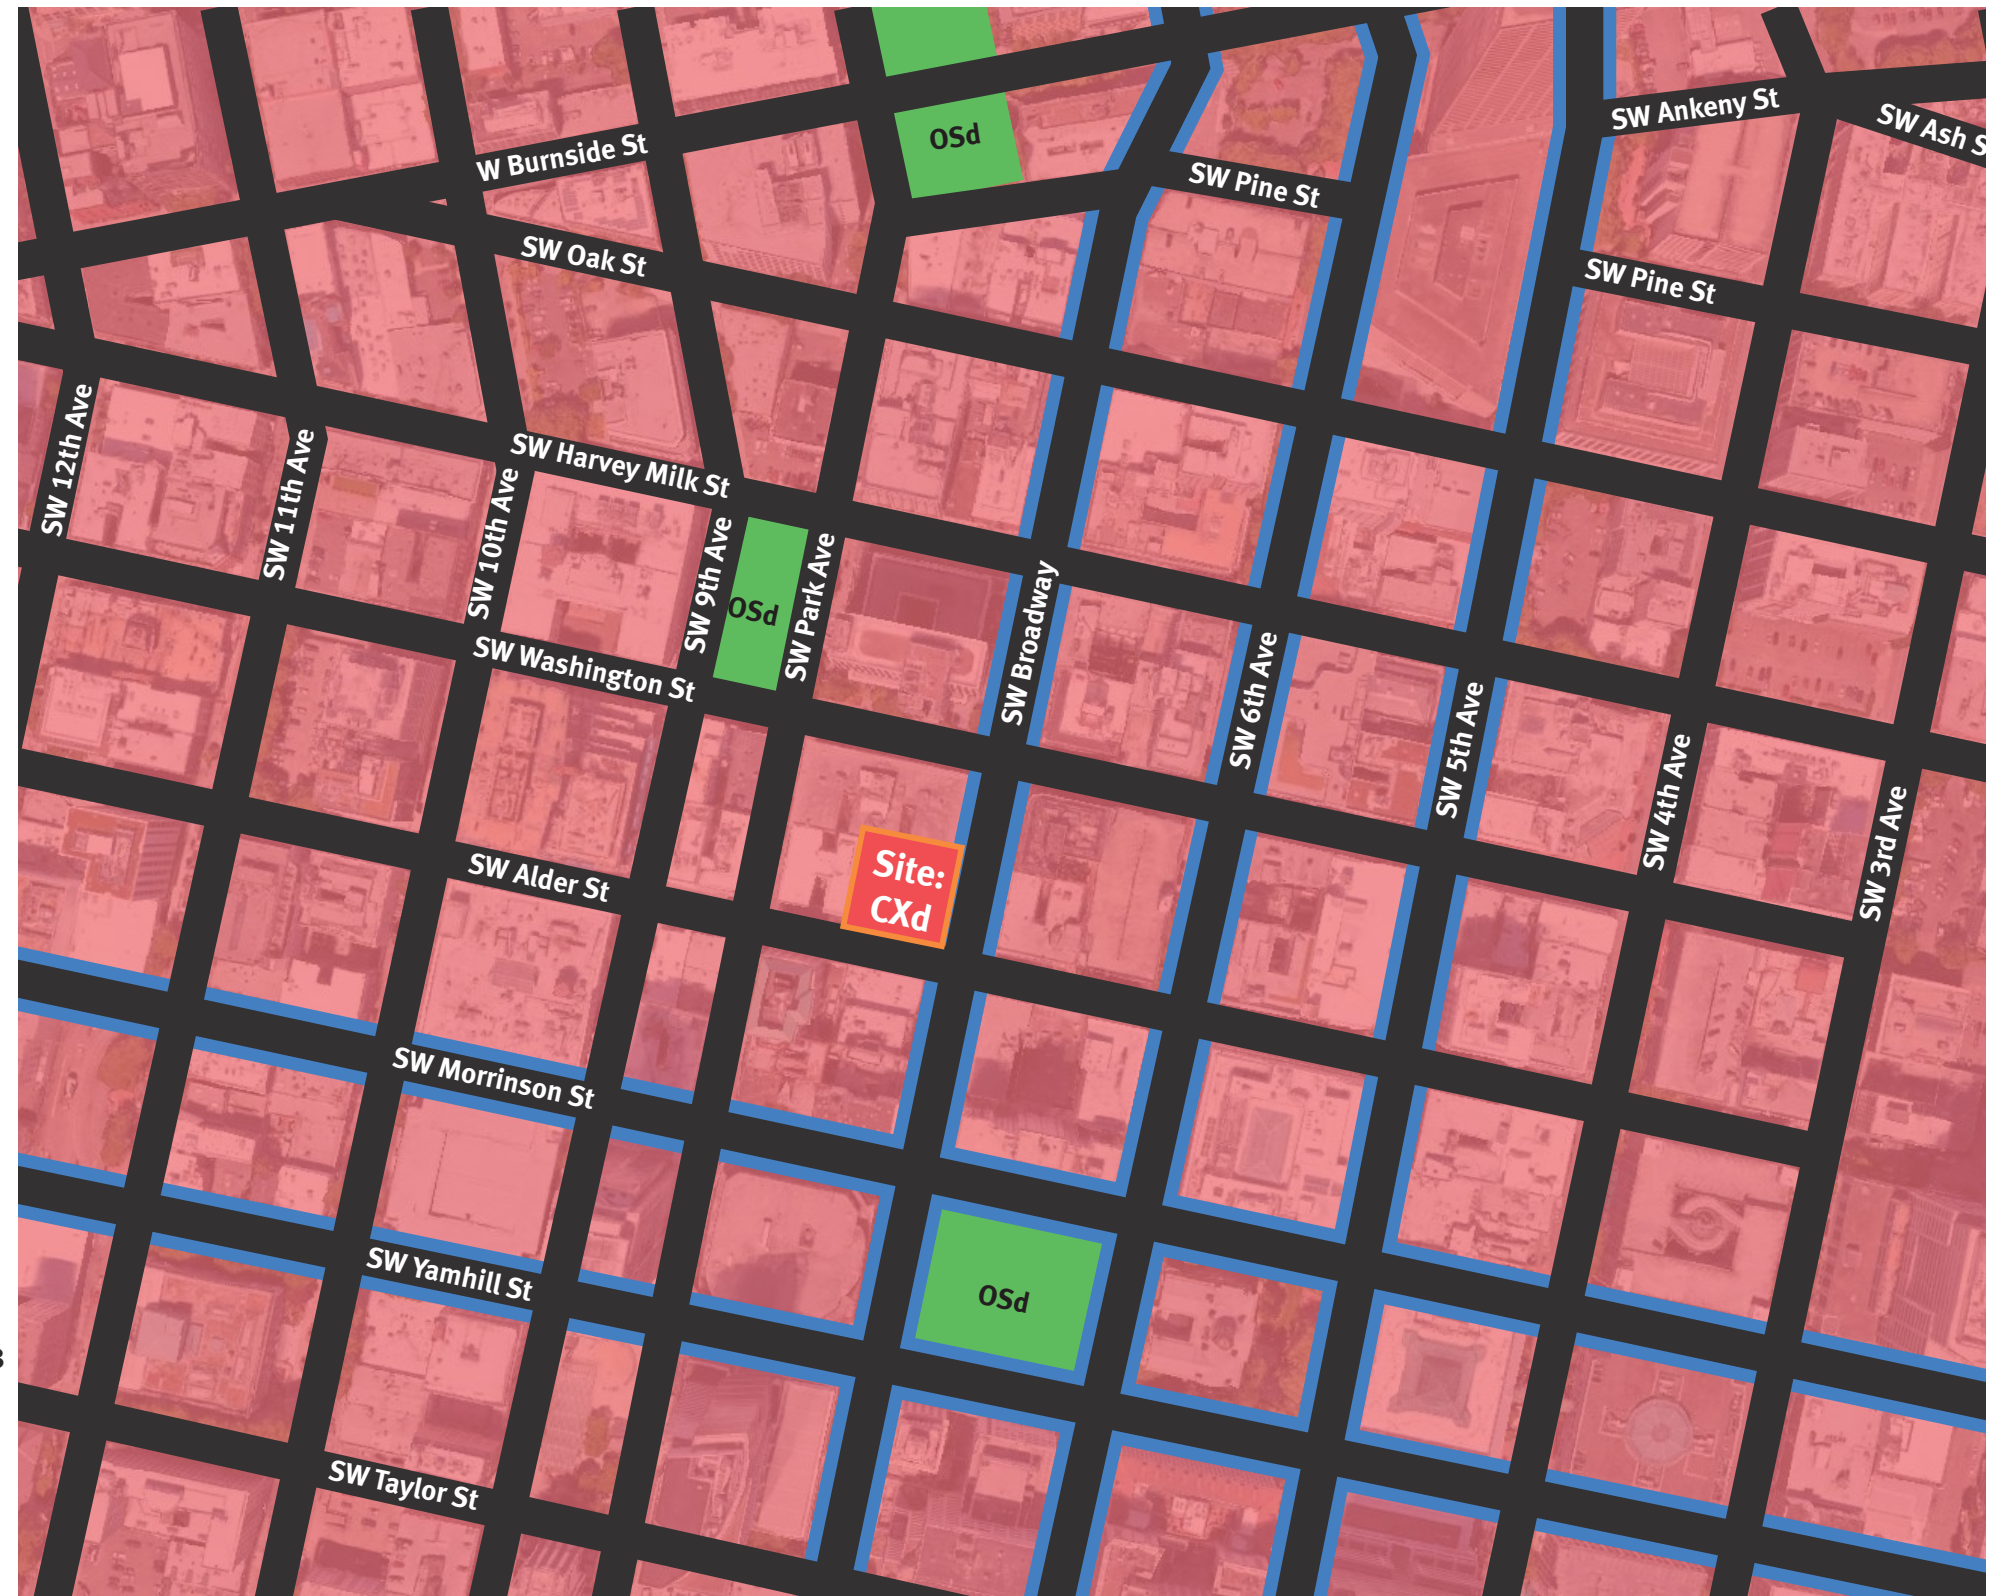 SW Ankeny St
SW Ash S
OSd
W Burnside St
SW Pine St
SW Oak St
SW Pine St
SW 12th Ave
SW 11th Ave
SW Harvey Milk St
SW 10th Ave
SW 9th Ave
OSd
SW Park Ave
SW Broadway
SW Washington St
SW 6th Ave
SW 5th Ave
SW 4th Ave
SW 3rd Ave
SW Alder St
Site:
CXd
SW Morrinson St
SW Yamhill St
OSd
SW Taylor St